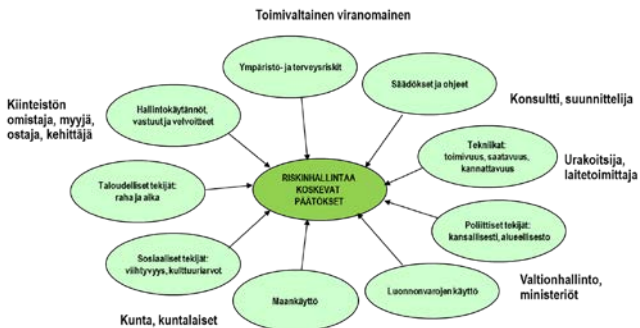 Toimivaltainen viranomainen
Ympäristö- ja terveysriskit
Säädökset ja ohjeet
Kiinteistön
omistaja, myyjä,
ostaja, kehittäjä
Hallintokäytännöt,
vastuut ja velvoitteet
Konsultti, suunnittelija
Tekniikat:
toimivuus, saatavuus,
kannattavuus
Urakoitsija,
laitetoimittaja
RISKINHALLINTAA
KOSKEVAT
PÄÄTÖKSET
Taloudelliset tekijät:
raha ja aika
Poliittiset tekijät:
kansallisesti, alueellisesto
Sosiaaliset tekijät:
viihtyvyys, kulttuuriarvot
Valtionhallinto,
ministeriöt
Luonnonvarojen käyttö
Maankäyttö
Kunta, kuntalaiset